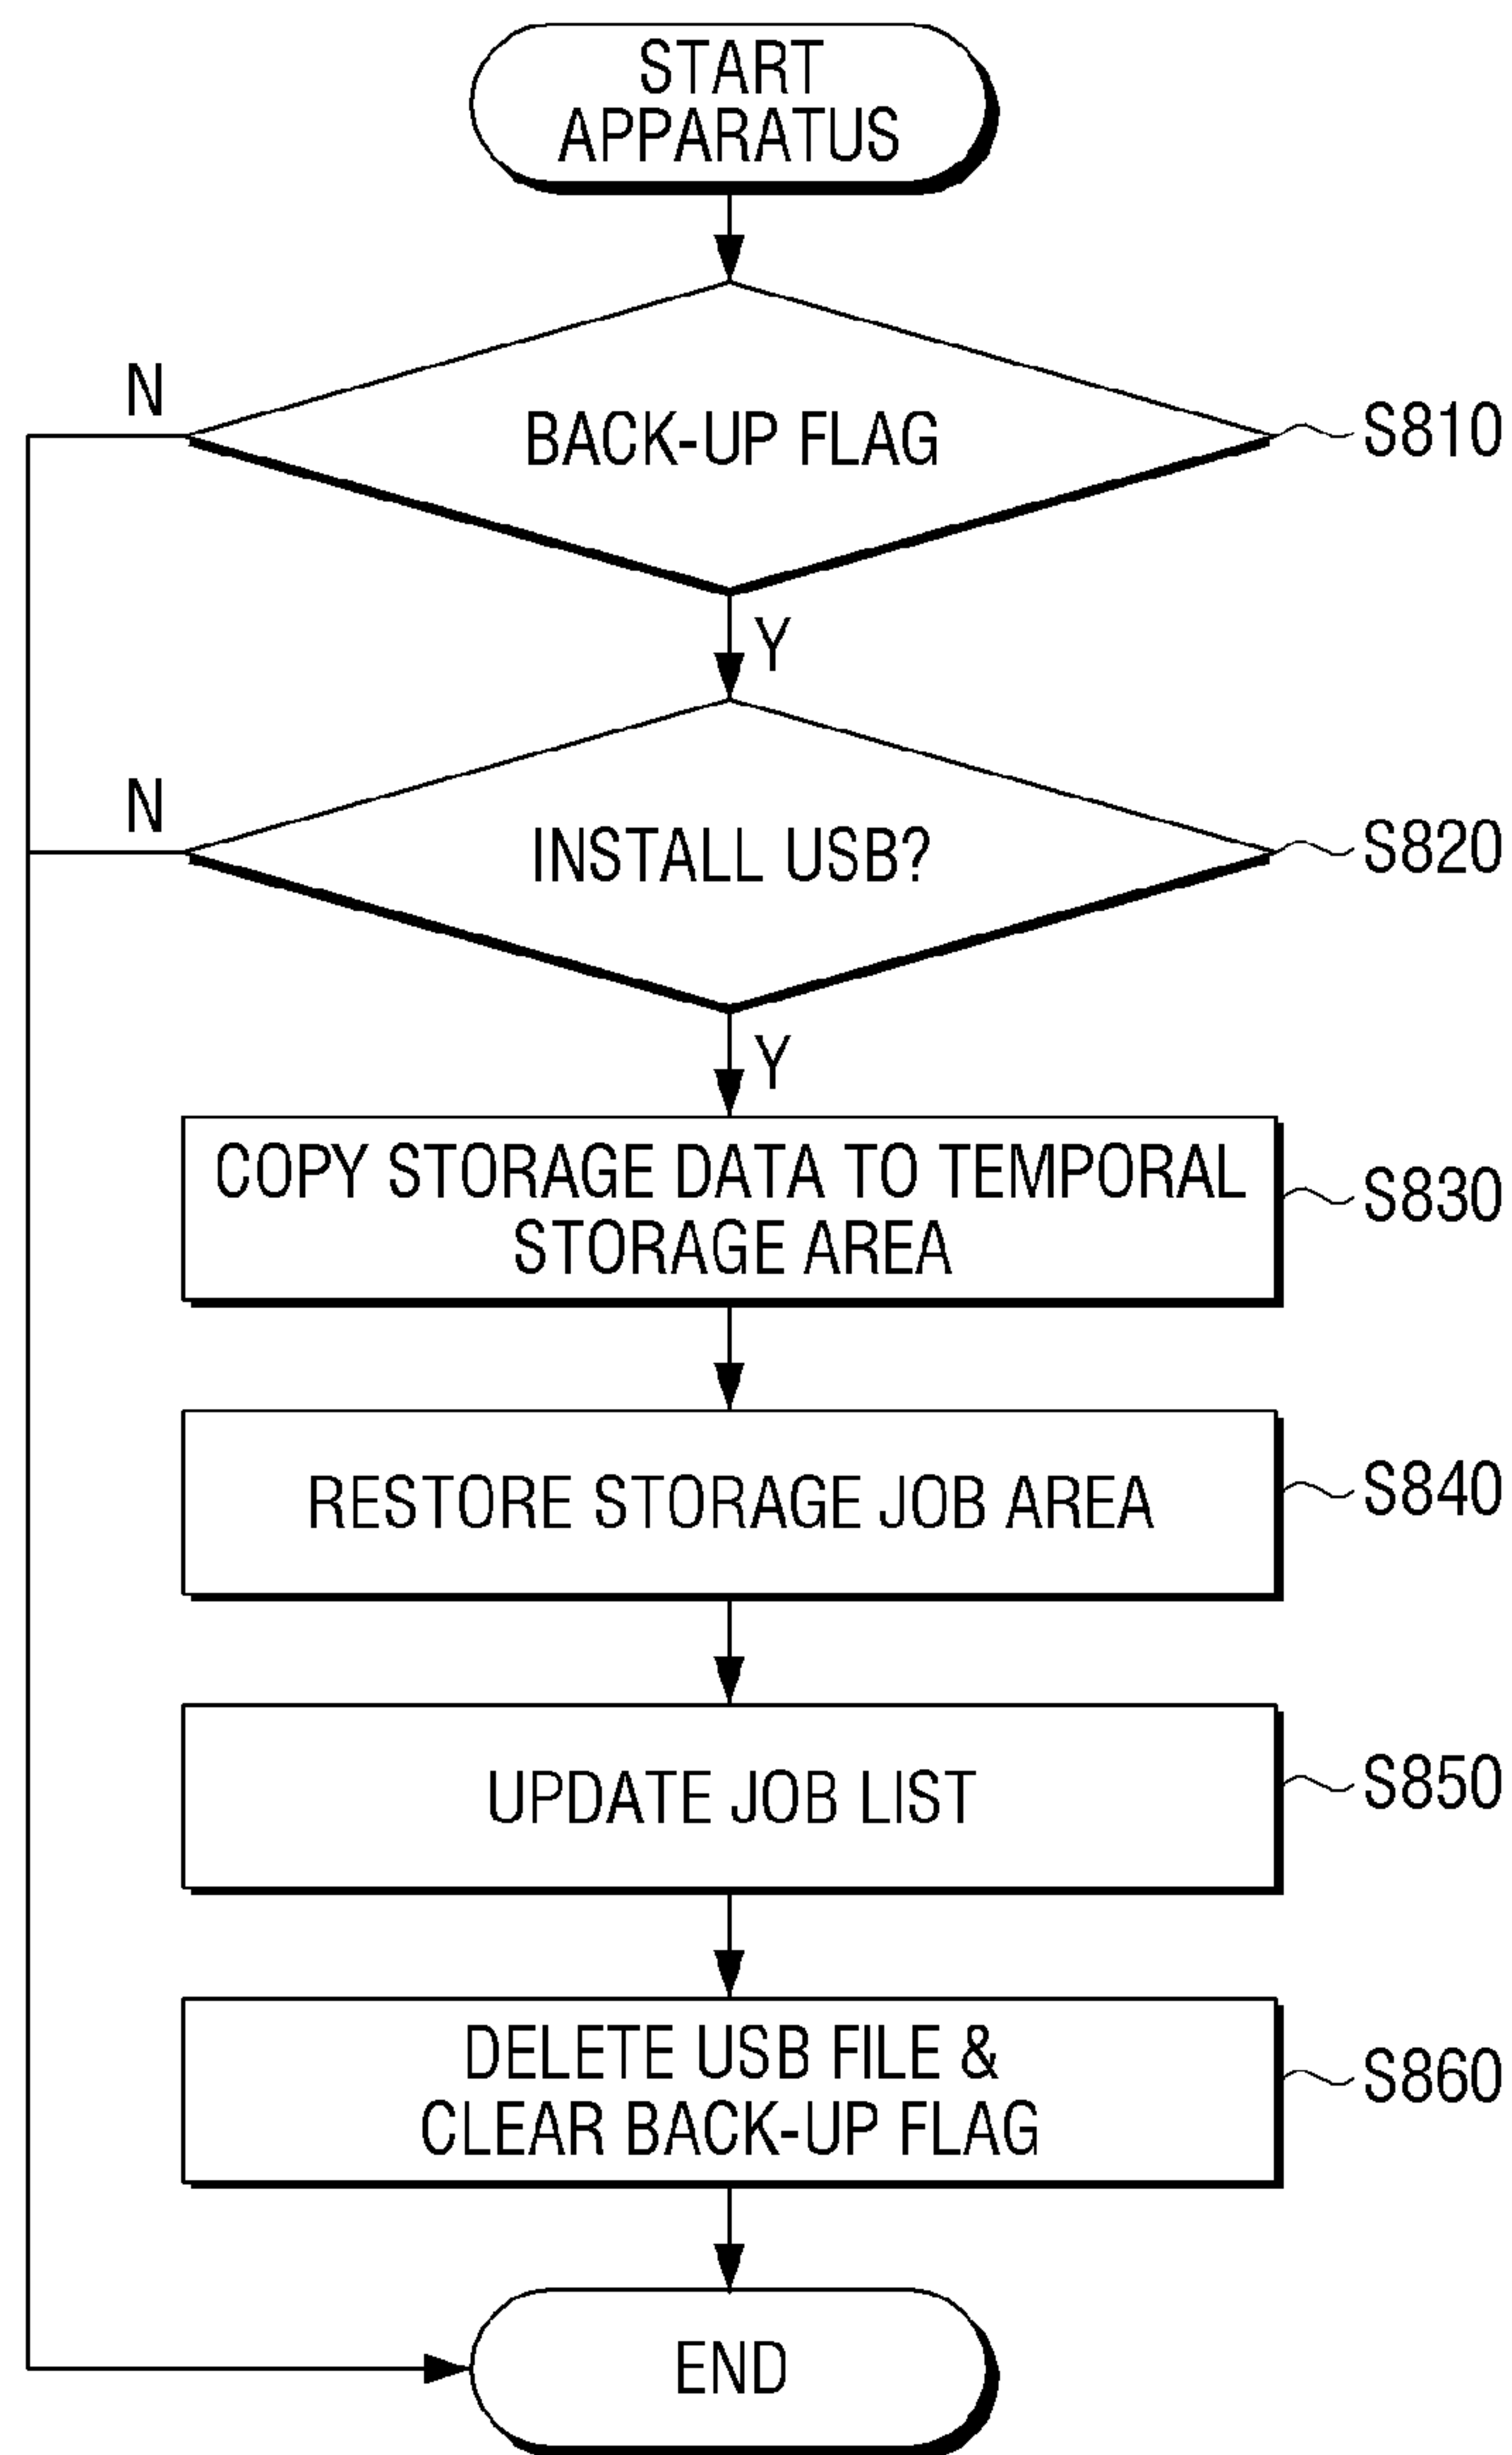 START
APPARATUS
N
BACK-UP FLAG
S810
Y
N
INSTALL USB?
S820
Y
COPY STORAGE DATA TO TEMPORAL
STORAGE AREA
S830
RESTORE STORAGE JOB AREA
S840
UPDATE JOB LIST
S850
DELETE USB FILE &
CLEAR BACK-UP FLAG
S860
END